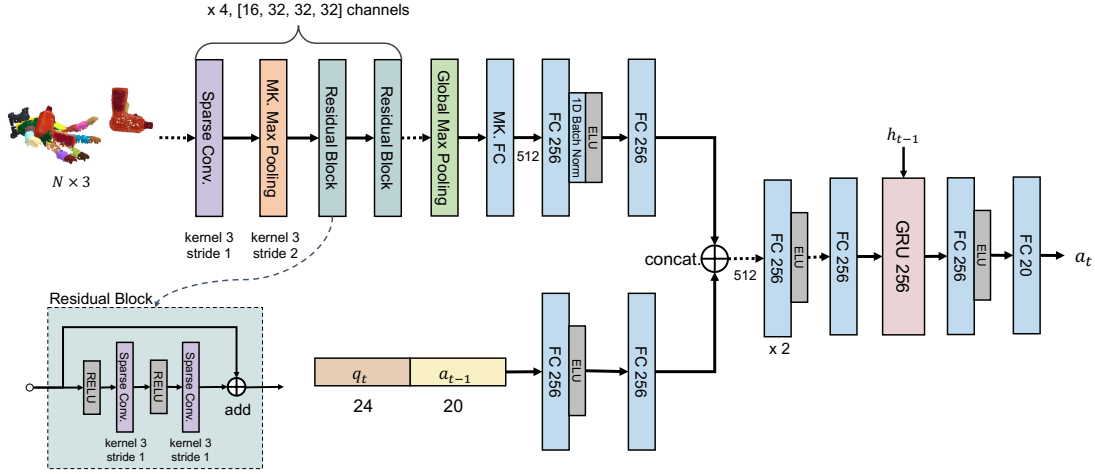 x 4, [16, 32, 32, 32] channels
N × 3
Sparse Conv.
kernel 3
stride 1
MK. Max Pooling
kernel 3
stride 2
Residual Block
Residual Block
Global Max Pooling
MK. FC
512
FC 256
1D Batch Norm
ELU
FC 256
concat.
512
FC 256
ELU
x 2
FC 256
h_{t-1}
GRU 256
FC 256
ELU
FC 20
a_t
Residual Block
RELU
Sparse Conv.
kernel 3
stride 1
RELU
Sparse Conv.
kernel 3
stride 1
add
q_t
24
a_{t-1}
20
FC 256
ELU
FC 256